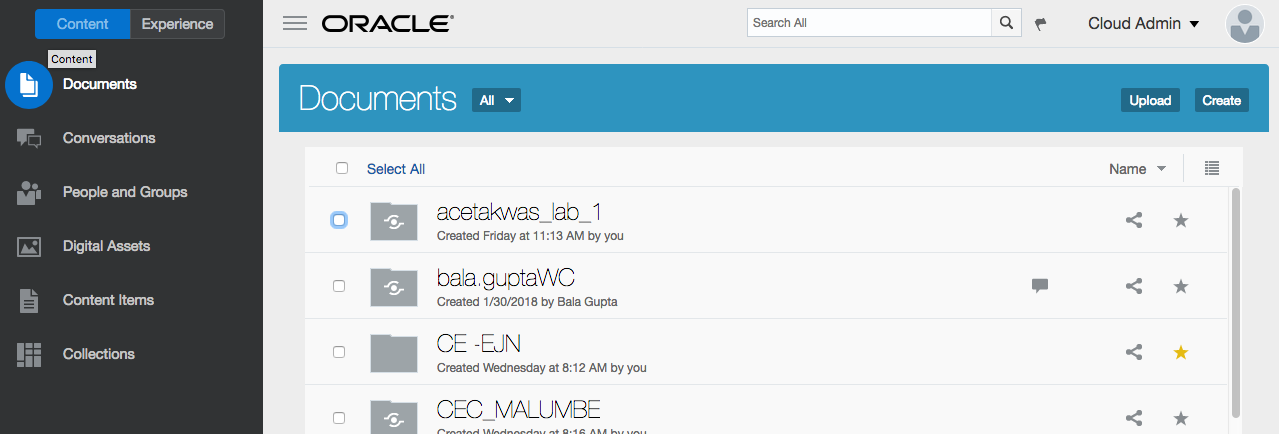 Content
Experience
ORACLE®
Search All
Cloud Admin
Content
Documents
Conversations
People and Groups
Digital Assets
Content Items
Collections
Documents
All
Upload
Create
Select All
Name
acetakwas_lab_1
Created Friday at 11:13 AM by you
bala.guptaWC
Created 1/30/2018 by Bala Gupta
CE -EJN
Created Wednesday at 8:12 AM by you
CEC_MALUMBE
Created Wednesday at 8:16 AM by you